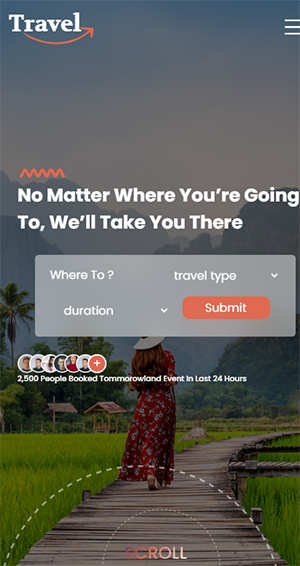 Travel
No Matter Where You're Going
To, We'll Take You There
Where To ?
travel type
duration
Submit
+
2,500 People Booked Tommorowland Event In Last 24 Hours
SCROLL